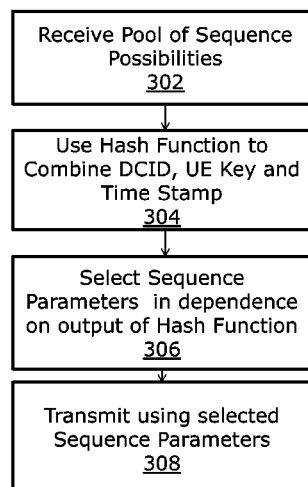 Receive Pool of Sequence
Possibilities
302
Use Hash Function to
Combine DCID, UE Key and
Time Stamp
304
Select Sequence
Parameters in dependence
on output of Hash Function
306
Transmit using selected
Sequence Parameters
308